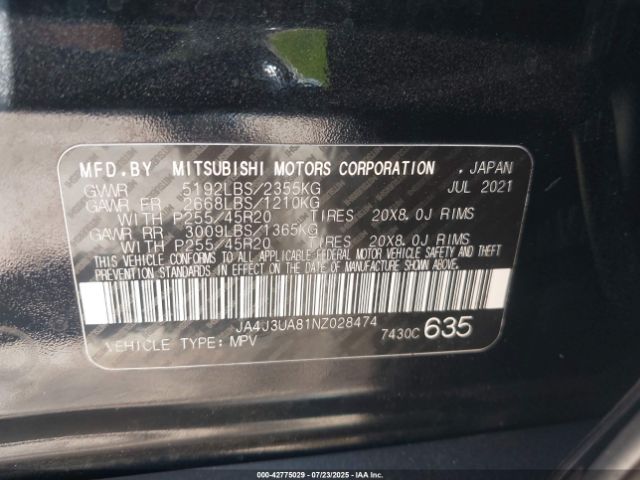 MFD.BY MITSUBISHI MOTORS CORPORATION . JAPAN
GVWR 5192LBS/2355KG JUL 2021
GAWR FR 2668LBS/1210KG
WITH P255/45R20 TIRES 20X8.0J RIMS
GAWR RR 3009LBS/1365KG
WITH P255/45R20 TIRES 20X8.0J RIMS
THIS VEHICLE CONFORMS TO ALL APPLICABLE FEDERAL MOTOR VEHICLE SAFETY AND THEFT
PREVENTION STANDARDS IN EFFECT ON THE DATE OF MANUFACTURE SHOWN ABOVE.
JA4J3UA81NZ028474
VEHICLE TYPE: MPV 7430C 635
000-42775029 - 07/23/2025 - IAAI.COM